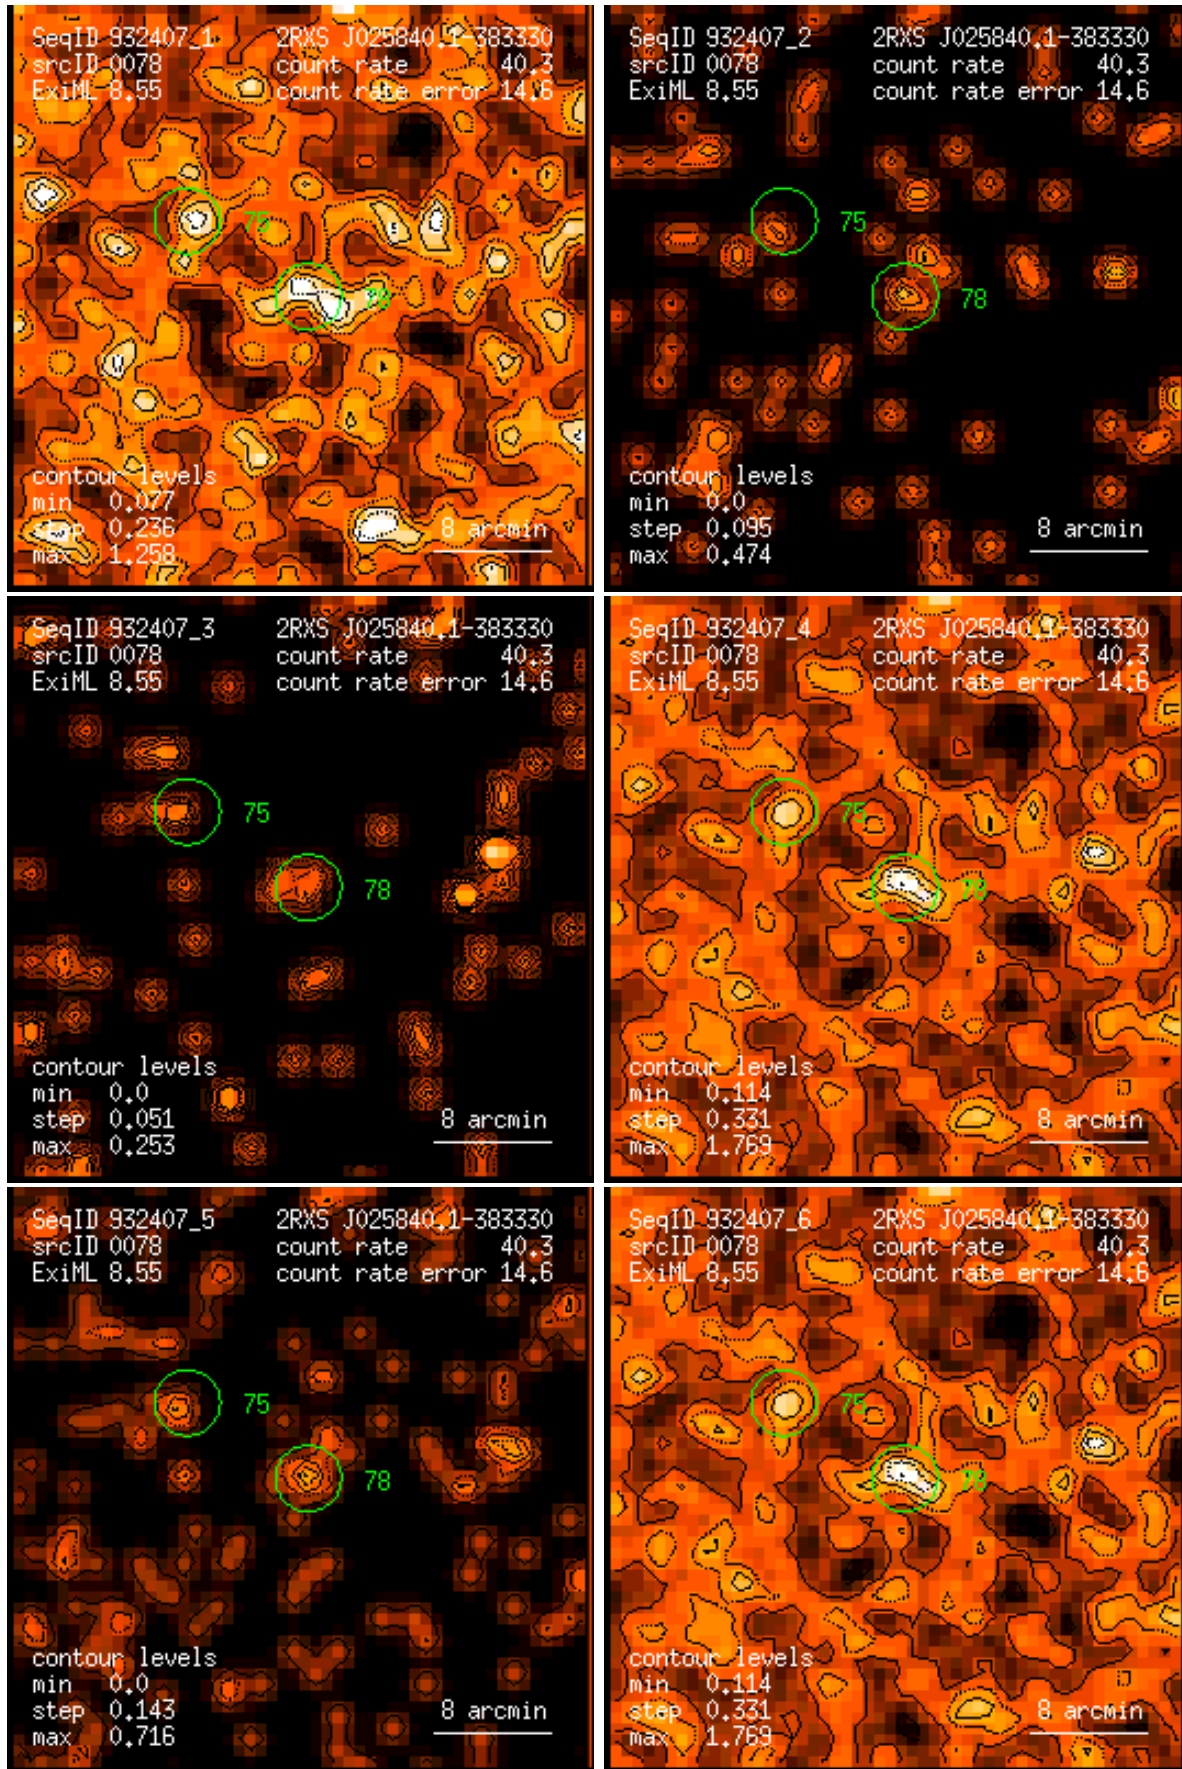 SeqID 932407_1 2RXS J025840.1-383330
srcID 0078 count rate 40.3
ExiML 8.55 count rate error 14.6
75
78
contour levels
min 0.077
step 0.236 8 arcmin
max 1.258
SeqID 932407_2 2RXS J025840.1-383330
srcID 0078 count rate 40.3
ExiML 8.55 count rate error 14.6
75
78
contour levels
min 0.0
step 0.095 8 arcmin
max 0.474
SeqID 932407_3 2RXS J025840.1-383330
srcID 0078 count rate 40.3
ExiML 8.55 count rate error 14.6
75
78
contour levels
min 0.0
step 0.051 8 arcmin
max 0.253
SeqID 932407_4 2RXS J025840.1-383330
srcID 0078 count rate 40.3
ExiML 8.55 count rate error 14.6
75
78
contour levels
min 0.114
step 0.331 8 arcmin
max 1.769
SeqID 932407_5 2RXS J025840.1-383330
srcID 0078 count rate 40.3
ExiML 8.55 count rate error 14.6
75
78
contour levels
min 0.0
step 0.143 8 arcmin
max 0.716
SeqID 932407_6 2RXS J025840.1-383330
srcID 0078 count rate 40.3
ExiML 8.55 count rate error 14.6
75
78
contour levels
min 0.114
step 0.331 8 arcmin
max 1.769